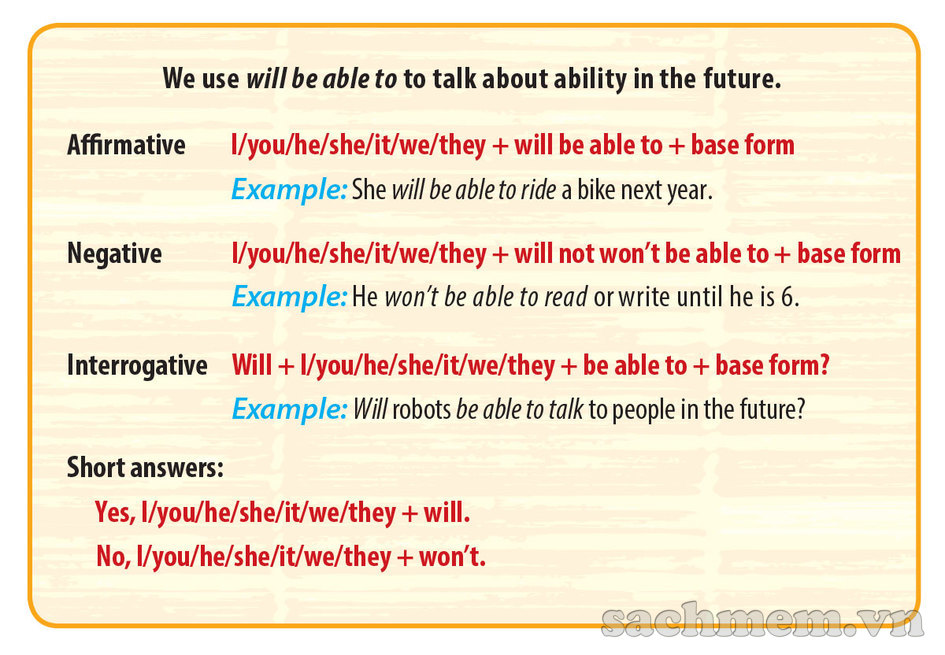 We use will be able to to talk about ability in the future.
Affirmative I/you/he/she/it/we/they + will be able to + base form
Example: She will be able to ride a bike next year.
Negative I/you/he/she/it/we/they + will not won't be able to + base form
Example: He won't be able to read or write until he is 6.
Interrogative Will + I/you/he/she/it/we/they + be able to + base form?
Example: Will robots be able to talk to people in the future?
Short answers:
Yes, I/you/he/she/it/we/they + will.
No, I/you/he/she/it/we/they + won't.
sachmem.vn